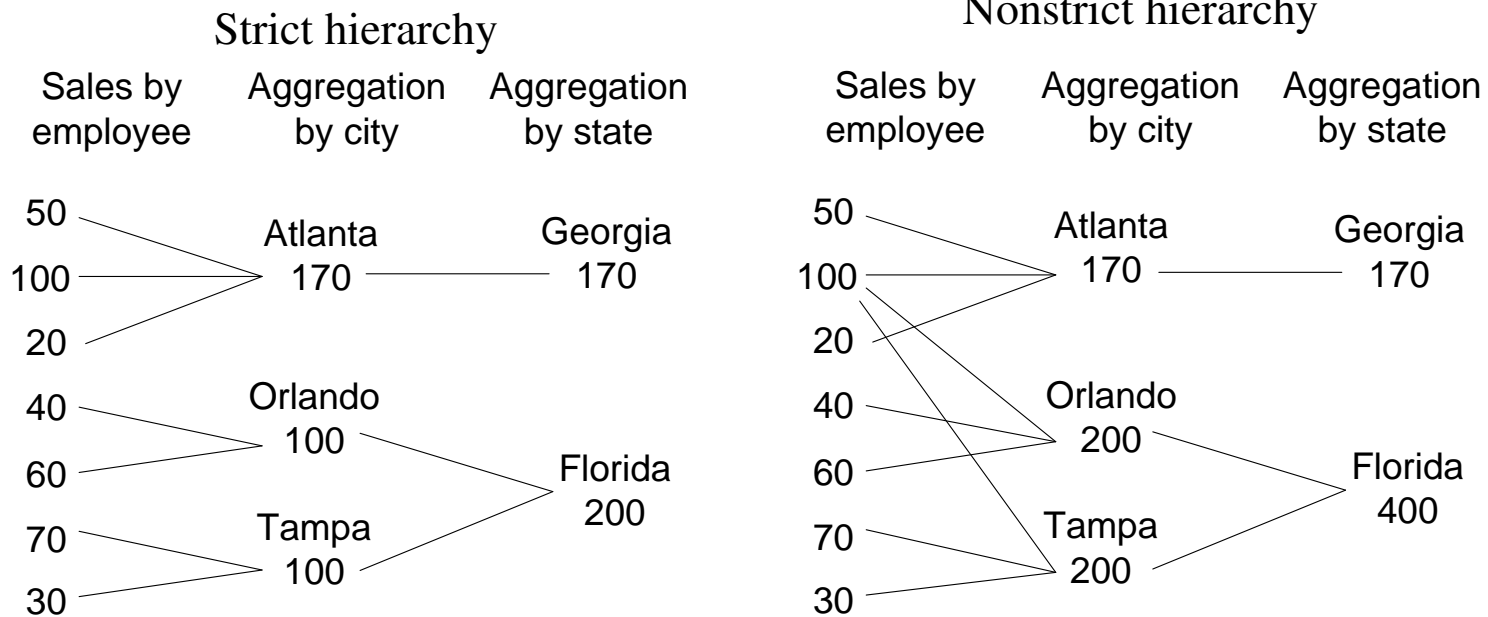 Strict hierarchy
Sales by employee
Aggregation by city
Aggregation by state
50
100
20
40
60
70
30
Atlanta
170
Orlando
100
Tampa
100
Georgia
170
Florida
200
Nonstrict hierarchy
Sales by employee
Aggregation by city
Aggregation by state
50
100
20
40
60
70
30
Atlanta
170
Orlando
200
Tampa
200
Georgia
170
Florida
400